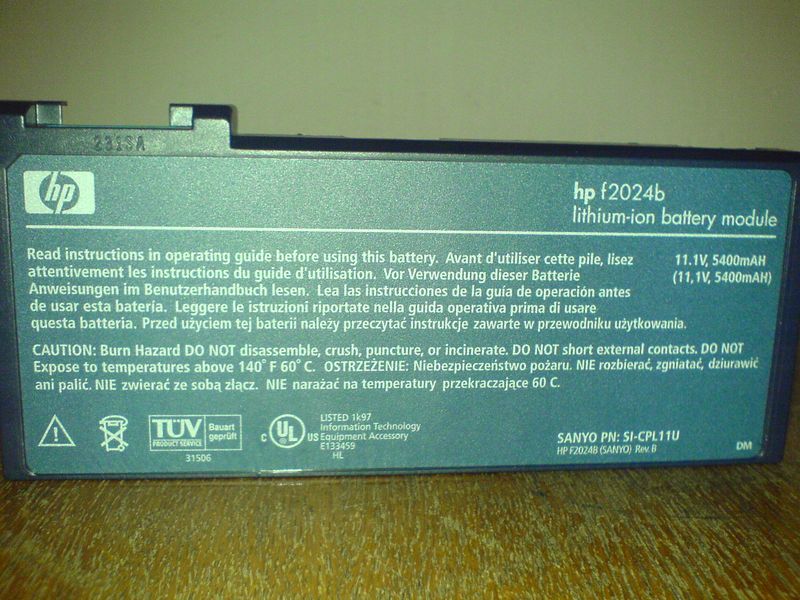 231SA
hp
hp f2024b
lithium-ion battery module
Read instructions in operating guide before using this battery. Avant d'utiliser cette pile, lisez
attentivement les instructions du guide d'utilisation. Vor Verwendung dieser Batterie
Anweisungen im Benutzerhandbuch lesen. Lea las instrucciones de la guía de operación antes
de usar esta batería. Leggere le istruzioni riportate nella guida operativa prima di usare
questa batteria. Przed użyciem tej baterii należy przeczytać instrukcje zawarte w przewodniku użytkowania.
11.1V, 5400mAH
(11,1V, 5400mAH)
CAUTION: Burn Hazard DO NOT disassemble, crush, puncture, or incinerate. DO NOT short external contacts. DO NOT
Expose to temperatures above 140° F 60° C. OSTRZEŻENIE: Niebezpieczeństwo pożaru. NIE rozbierać, zgniatać, dziurawić
ani palić. NIE zwierać ze sobą złącz. NIE narażać na temperatury przekraczające 60 C.
TÜV
PRODUCT SERVICE
Bauart
geprüft
31506
c UL US
LISTED 1k97
Information Technology
Equipment Accessory
E133459
HL
SANYO PN: SI-CPL11U
HP F2024B (SANYO) Rev. B
DM